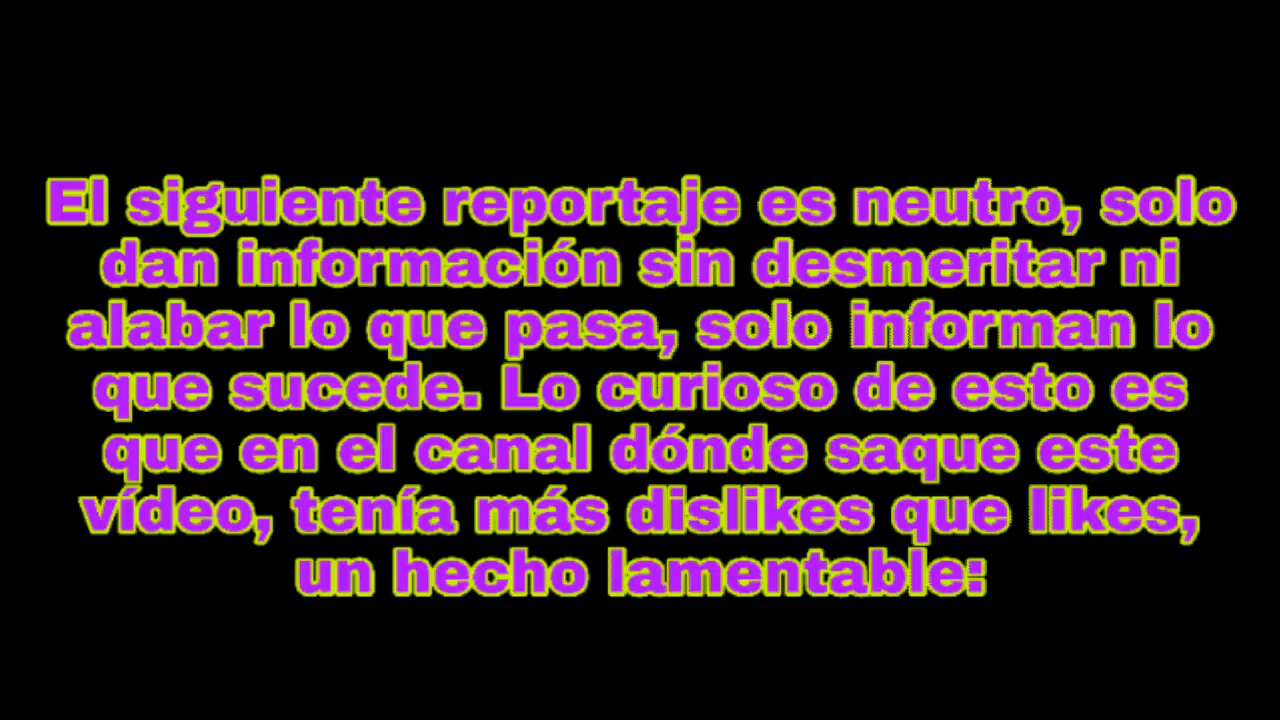 El siguiente reportaje es neutro, solo
dan información sin desmeritar ni
alabar lo que pasa, solo informan lo
que sucede. Lo curioso de esto es
que en el canal dónde saque este
vídeo, tenía más dislikes que likes,
un hecho lamentable: